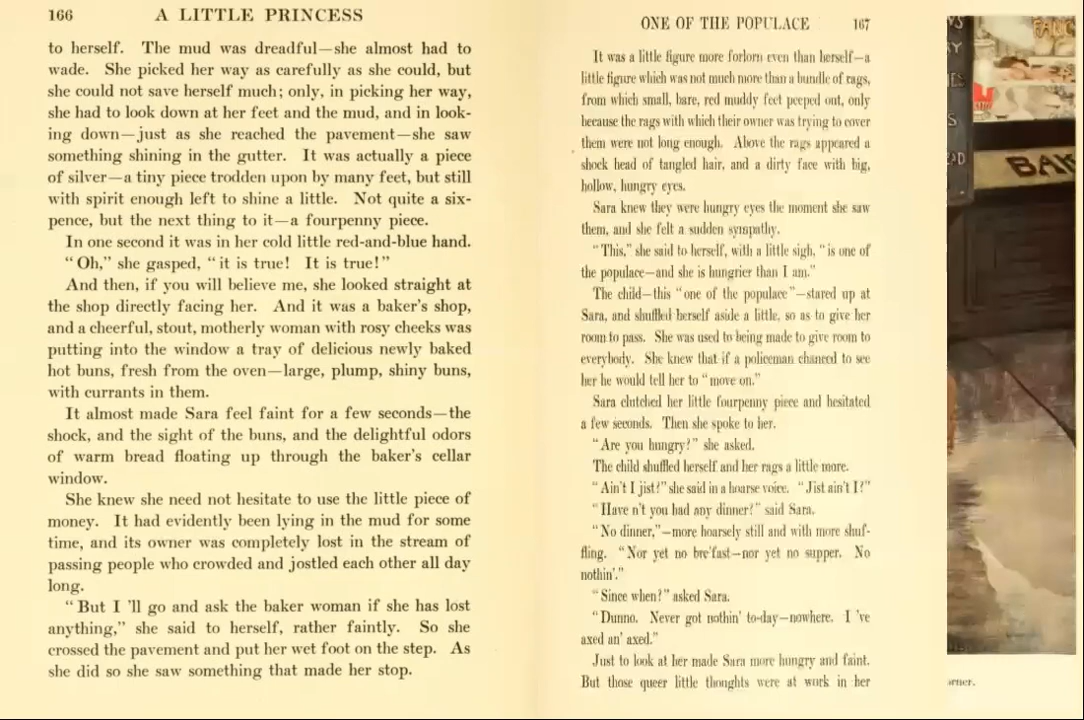 166 A LITTLE PRINCESS
to herself. The mud was dreadful—she almost had to
wade. She picked her way as carefully as she could, but
she could not save herself much; only, in picking her way,
she had to look down at her feet and the mud, and in look-
ing down—just as she reached the pavement—she saw
something shining in the gutter. It was actually a piece
of silver—a tiny piece trodden upon by many feet, but still
with spirit enough left to shine a little. Not quite a six-
pence, but the next thing to it—a fourpenny piece.
In one second it was in her cold little red-and-blue hand.
"Oh," she gasped, "it is true! It is true!"
And then, if you will believe me, she looked straight at
the shop directly facing her. And it was a baker's shop,
and a cheerful, stout, motherly woman with rosy cheeks was
putting into the window a tray of delicious newly baked
hot buns, fresh from the oven—large, plump, shiny buns,
with currants in them.
It almost made Sara feel faint for a few seconds—the
shock, and the sight of the buns, and the delightful odors
of warm bread floating up through the baker's cellar
window.
She knew she need not hesitate to use the little piece of
money. It had evidently been lying in the mud for some
time, and its owner was completely lost in the stream of
passing people who crowded and jostled each other all day
long.
"But I 'll go and ask the baker woman if she has lost
anything," she said to herself, rather faintly. So she
crossed the pavement and put her wet foot on the step. As
she did so she saw something that made her stop.
ONE OF THE POPULACE 167
It was a little figure more forlorn even than herself—a
little figure which was not much more than a bundle of rags,
from which small, bare, red muddy feet peeped out, only
because the rags with which their owner was trying to cover
them were not long enough. Above the rags appeared a
shock head of tangled hair, and a dirty face with big,
hollow, hungry eyes.
Sara knew they were hungry eyes the moment she saw
them, and she felt a sudden sympathy.
"This," she said to herself, with a little sigh, "is one of
the populace—and she is hungrier than I am."
The child—this "one of the populace"—stared up at
Sara, and shuffled herself aside a little, so as to give her
room to pass. She was used to being made to give room to
everybody. She knew that if a policeman chanced to see
her he would tell her to "move on."
Sara clutched her little fourpenny piece and hesitated
a few seconds. Then she spoke to her.
"Are you hungry?" she asked.
The child shuffled herself and her rags a little more.
"Ain't I jist?" she said in a hoarse voice. "Jist ain't I?"
"Have n't you had any dinner?" said Sara.
"No dinner,"—more hoarsely still and with more shuf-
fling. "Nor yet no bre'fast—nor yet no supper. No
nothin'."
"Since when?" asked Sara.
"Dunno. Never got nothin' to-day—nowhere. I 've
axed an' axed."
Just to look at her made Sara more hungry and faint.
But those queer little thoughts were at work in her
BAK